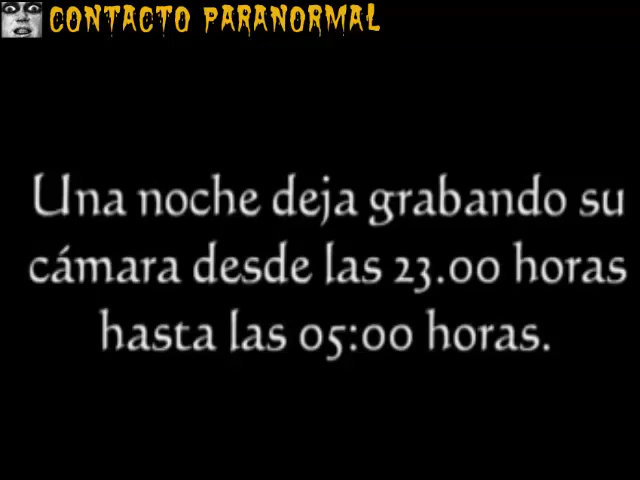 CONTACTO PARANORMAL
Una noche deja grabando su
cámara desde las 23.00 horas
hasta las 05:00 horas.